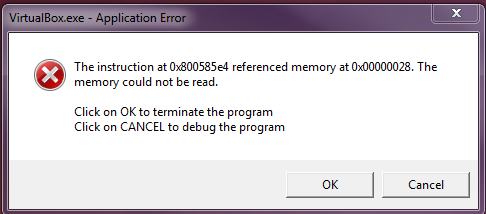 VirtualBox.exe - Application Error
The instruction at 0x800585e4 referenced memory at 0x00000028. The
memory could not be read.
Click on OK to terminate the program
Click on CANCEL to debug the program
OK Cancel